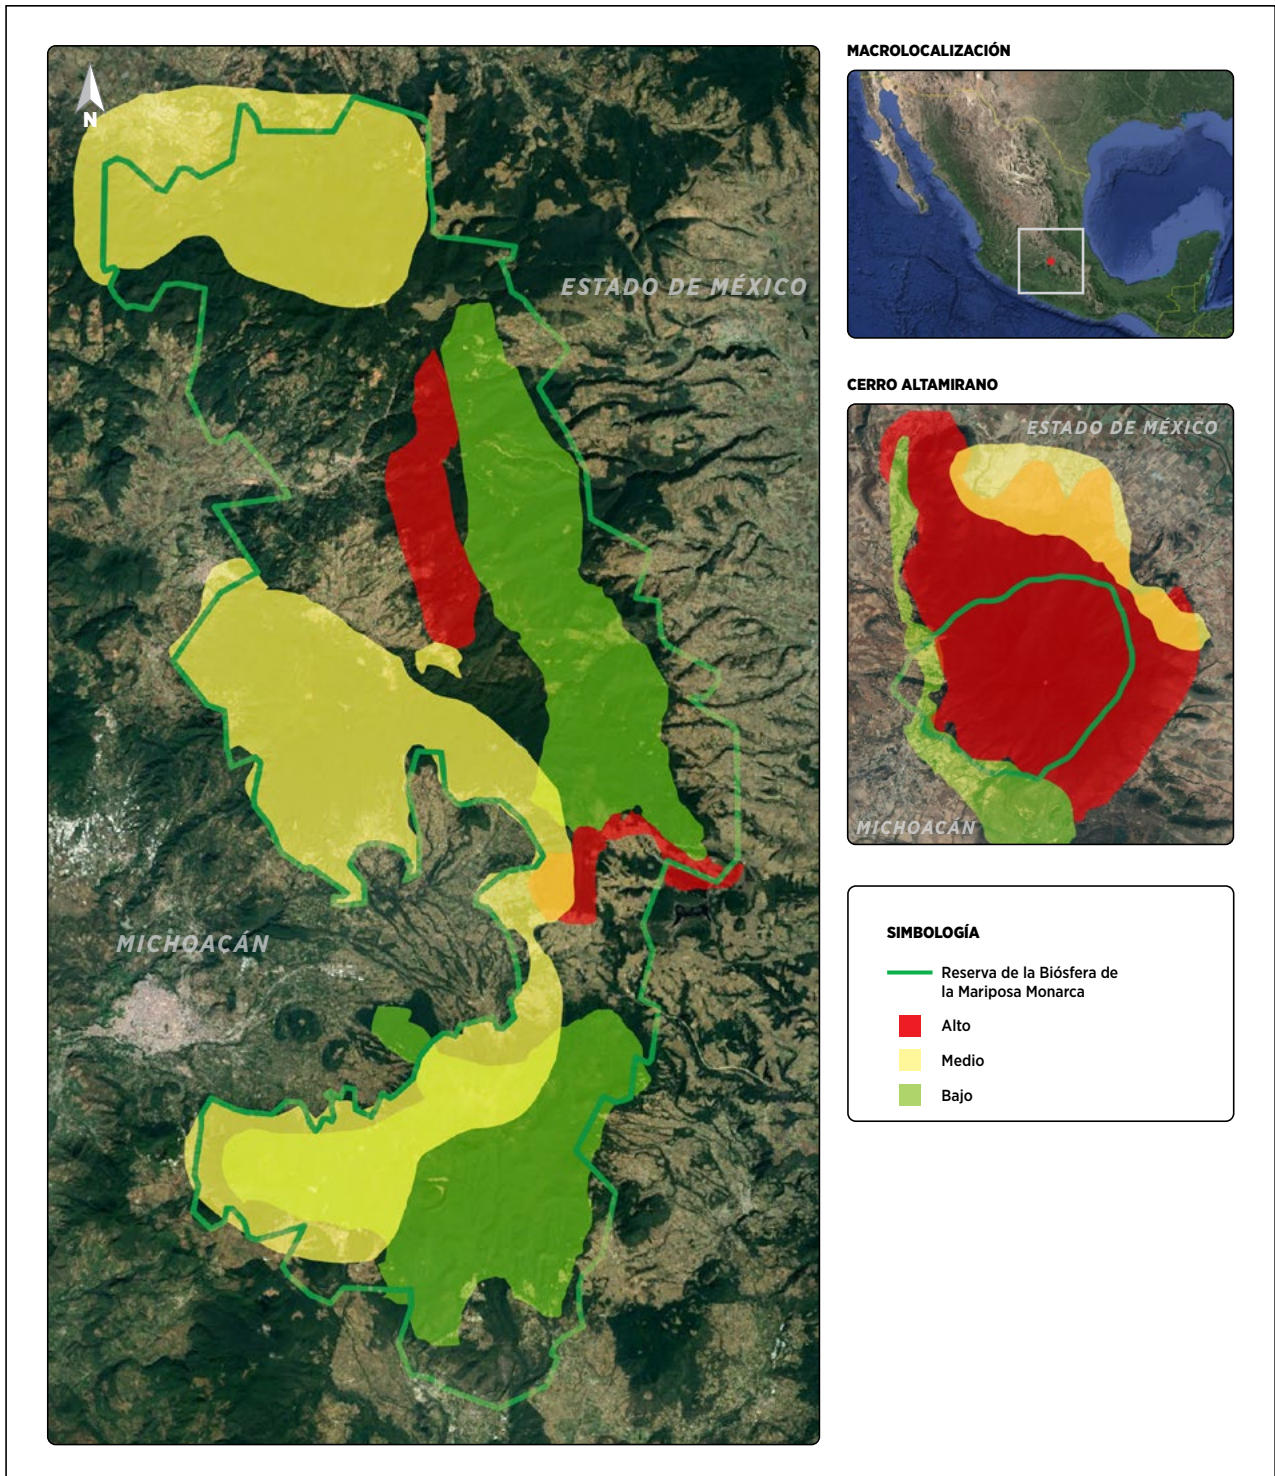 N
ESTADO DE MÉXICO
MICHOACÁN
MACROLOCALIZACIÓN
CERRO ALTAMIRANO
ESTADO DE MÉXICO
MICHOACÁN
SIMBOLOGÍA
Reserva de la Biósfera de
la Mariposa Monarca
Alto
Medio
Bajo